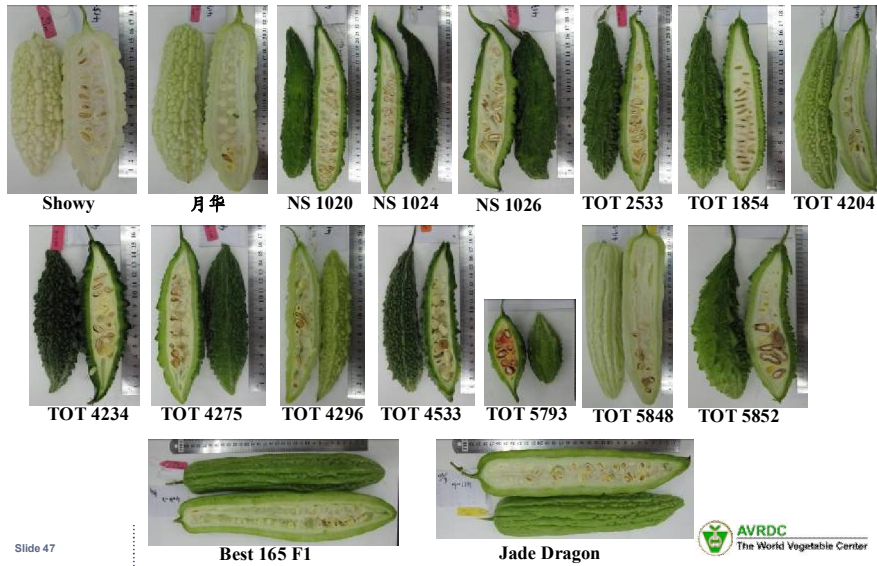 Showy
月华
NS 1020
NS 1024
NS 1026
TOT 2533
TOT 1854
TOT 4204
TOT 4234
TOT 4275
TOT 4296
TOT 4533
TOT 5793
TOT 5848
TOT 5852
Best 165 F1
Jade Dragon
Slide 47
AVRDC
The World Vegetable Center